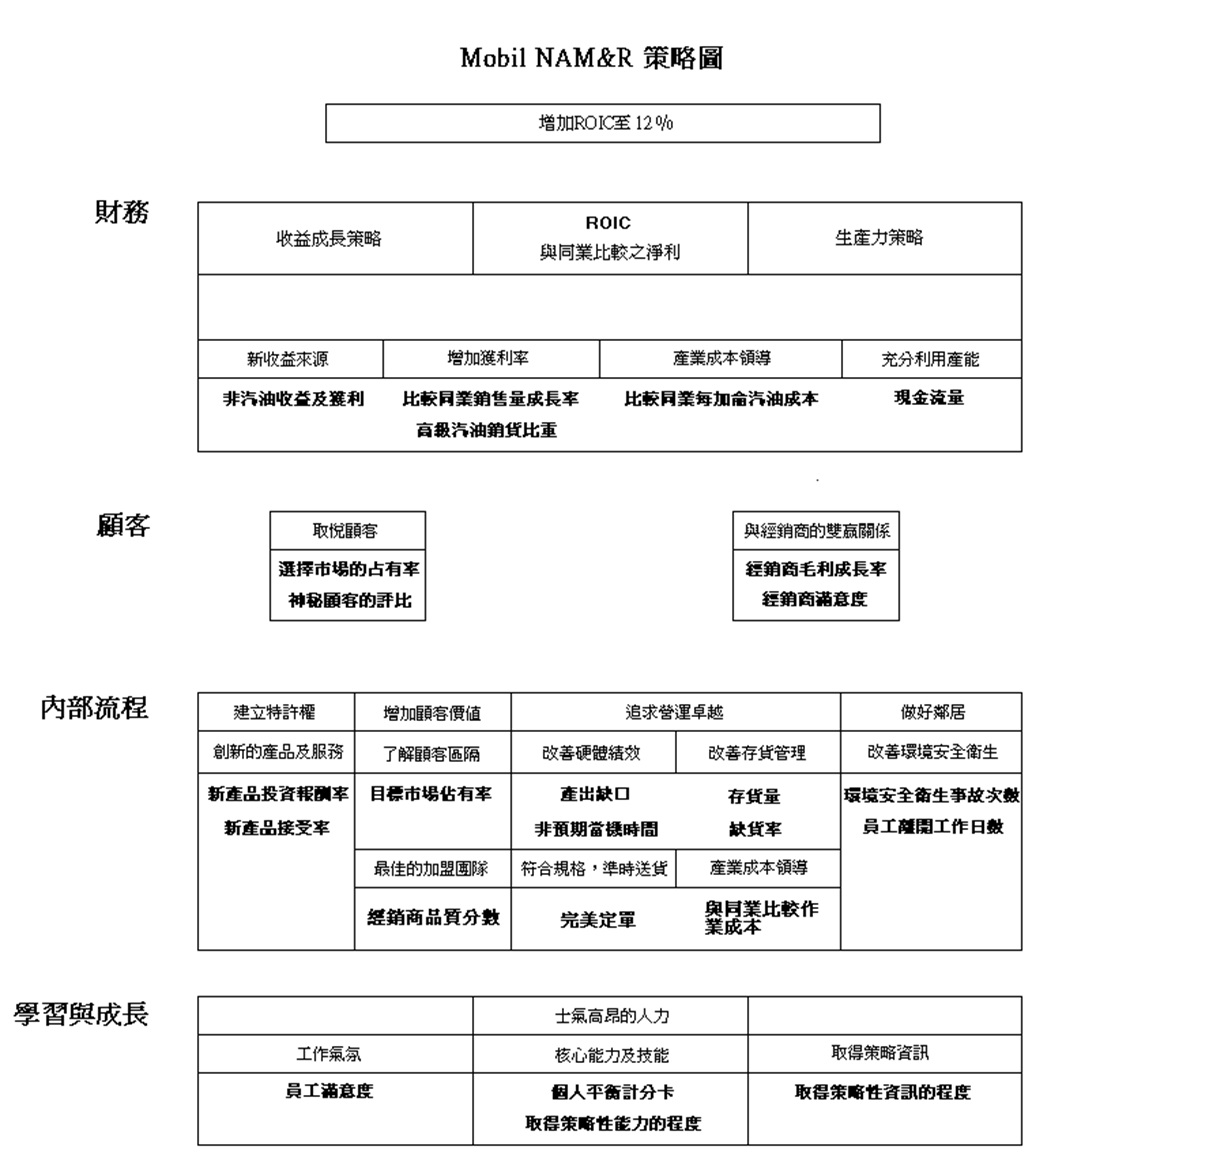 Mobil NAM&R 策略圖
增加ROIC至 12%
財務
收益成長策略
ROIC
與同業比較之淨利
生產力策略
新收益來源
增加獲利率
產業成本領導
充分利用產能
非汽油收益及獲利
比較同業銷售量成長率
高級汽油銷貨比重
比較同業每加侖汽油成本
現金流量
顧客
取悅顧客
選擇市場的占有率
神秘顧客的評比
與經銷商的雙贏關係
經銷商毛利成長率
經銷商滿意度
內部流程
建立特許權
增加顧客價值
追求營運卓越
做好鄰居
創新的產品及服務
了解顧客區隔
改善硬體績效
改善存貨管理
改善環境安全衛生
新產品投資報酬率
新產品接受率
目標市場佔有率
產出缺口
非預期當機時間
存貨量
缺貨率
環境安全衛生事故次數
員工離開工作日數
最佳的加盟團隊
符合規格，準時送貨
產業成本領導
經銷商品質分數
完美定單
與同業比較作
業成本
學習與成長
士氣高昂的人力
工作氣氛
核心能力及技能
取得策略資訊
員工滿意度
個人平衡計分卡
取得策略性能力的程度
取得策略性資訊的程度